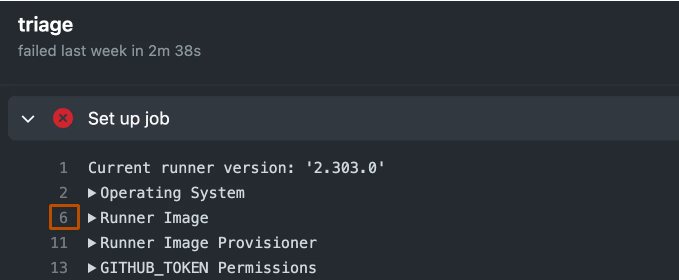 triage
failed last week in 2m 38s
Set up job
1 Current runner version: '2.303.0'
2 ▶ Operating System
6 ▶ Runner Image
11 ▶ Runner Image Provisioner
13 ▶ GITHUB_TOKEN Permissions